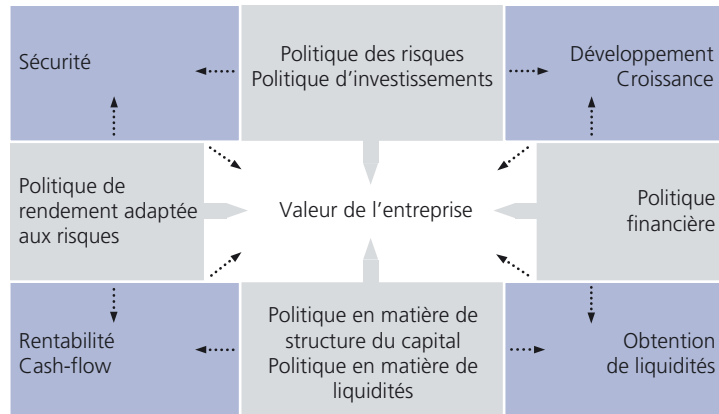 Sécurité
Politique des risques
Politique d'investissements
Développement
Croissance
Politique de
rendement adaptée
aux risques
Valeur de l'entreprise
Politique
financière
Rentabilité
Cash-flow
Politique en matière de
structure du capital
Politique en matière de
liquidités
Obtention
de liquidités